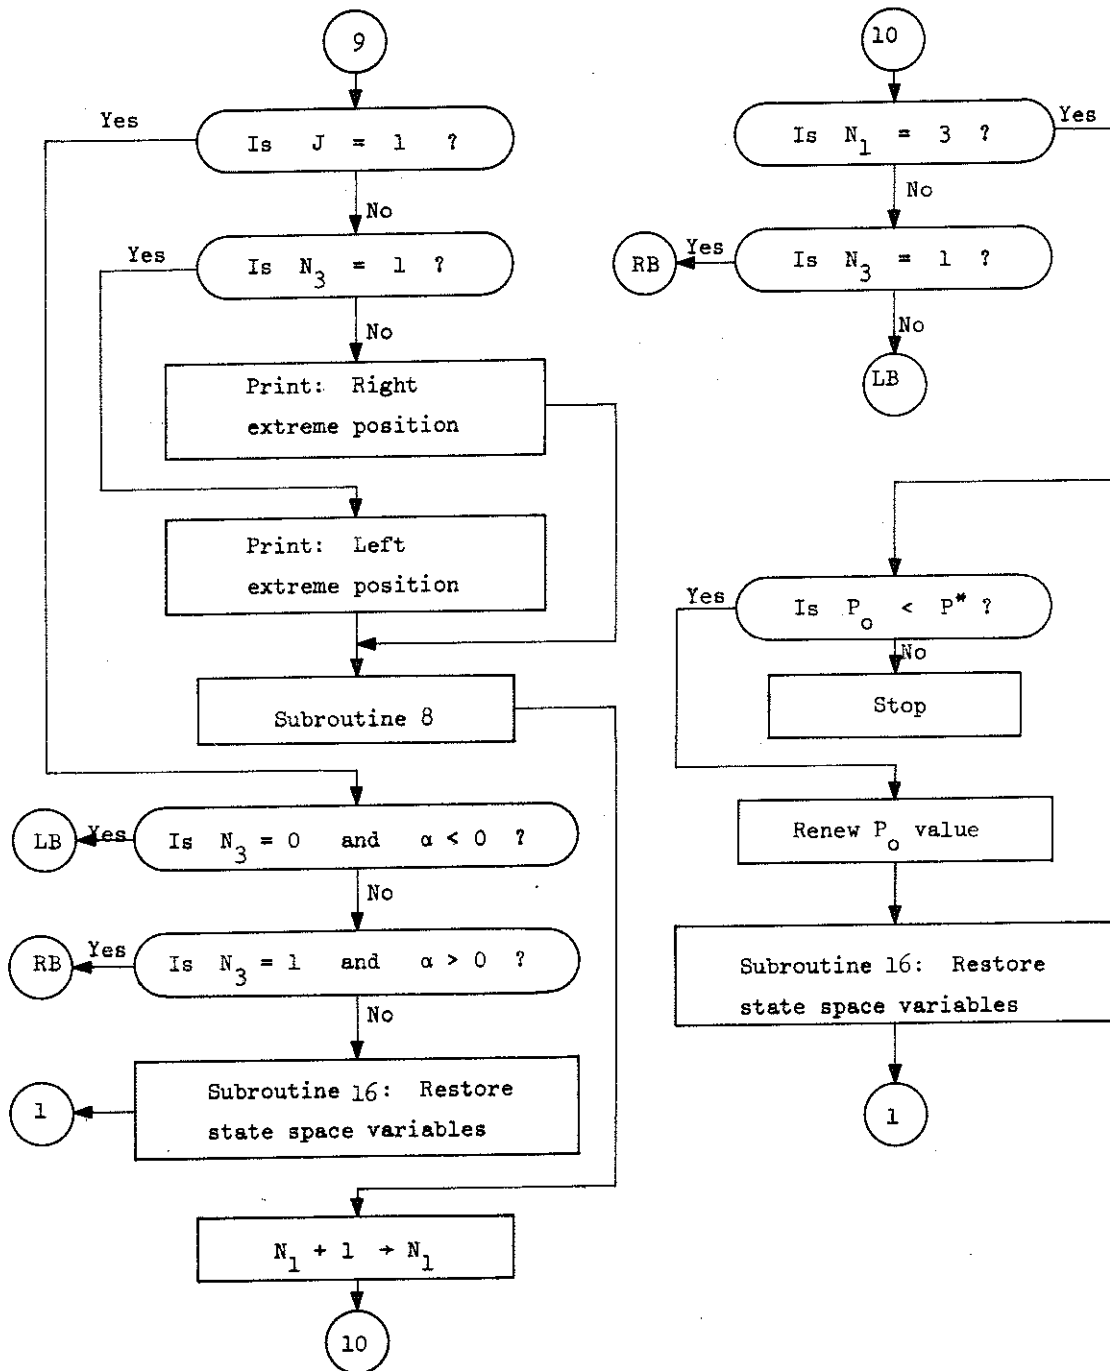 9
Yes
Is J = 1 ?
No
Yes
Is N3 = 1 ?
No
Print: Right
extreme position
Print: Left
extreme position
Subroutine 8
LB
Yes
Is N3 = 0 and α < 0 ?
No
RB
Yes
Is N3 = 1 and α > 0 ?
No
1
Subroutine 16: Restore
state space variables
N1 + 1 → N1
10
10
Is N1 = 3 ?
Yes
No
RB
Yes
Is N3 = 1 ?
No
LB
Yes
Is Po < P* ?
No
Stop
Renew Po value
Subroutine 16: Restore
state space variables
1